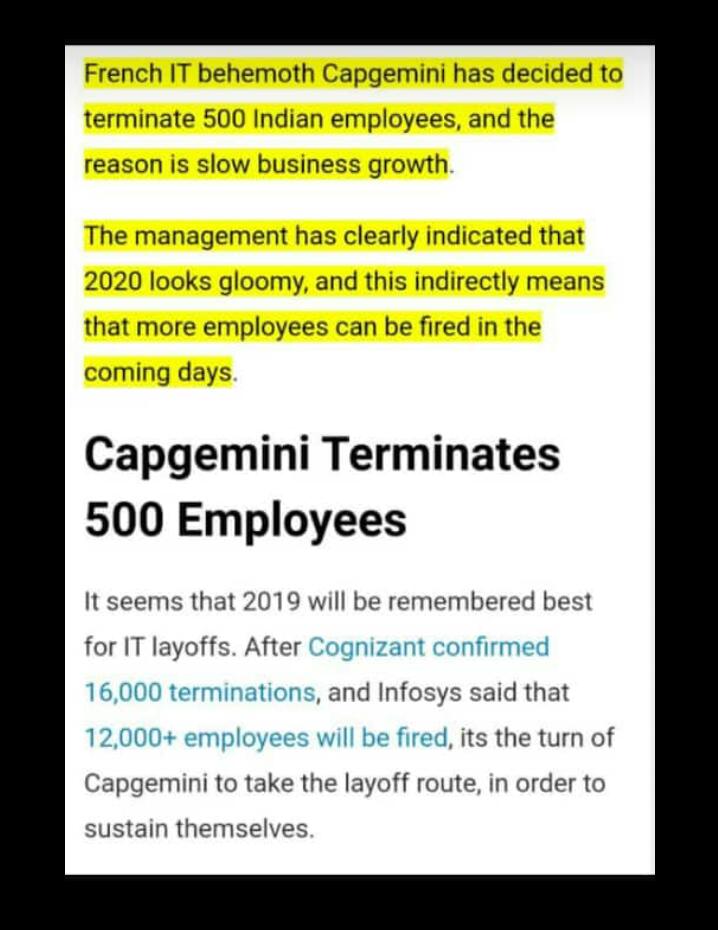 French IT behemoth Capgemini has decided to
terminate 500 Indian employees, and the
reason is slow business growth.
The management has clearly indicated that
2020 looks gloomy, and this indirectly means
that more employees can be fired in the
coming days.
Capgemini Terminates
500 Employees
It seems that 2019 will be remembered best
for IT layoffs. After Cognizant confirmed
16,000 terminations, and Infosys said that
12,000+ employees will be fired, its the turn of
Capgemini to take the layoff route, in order to
sustain themselves.